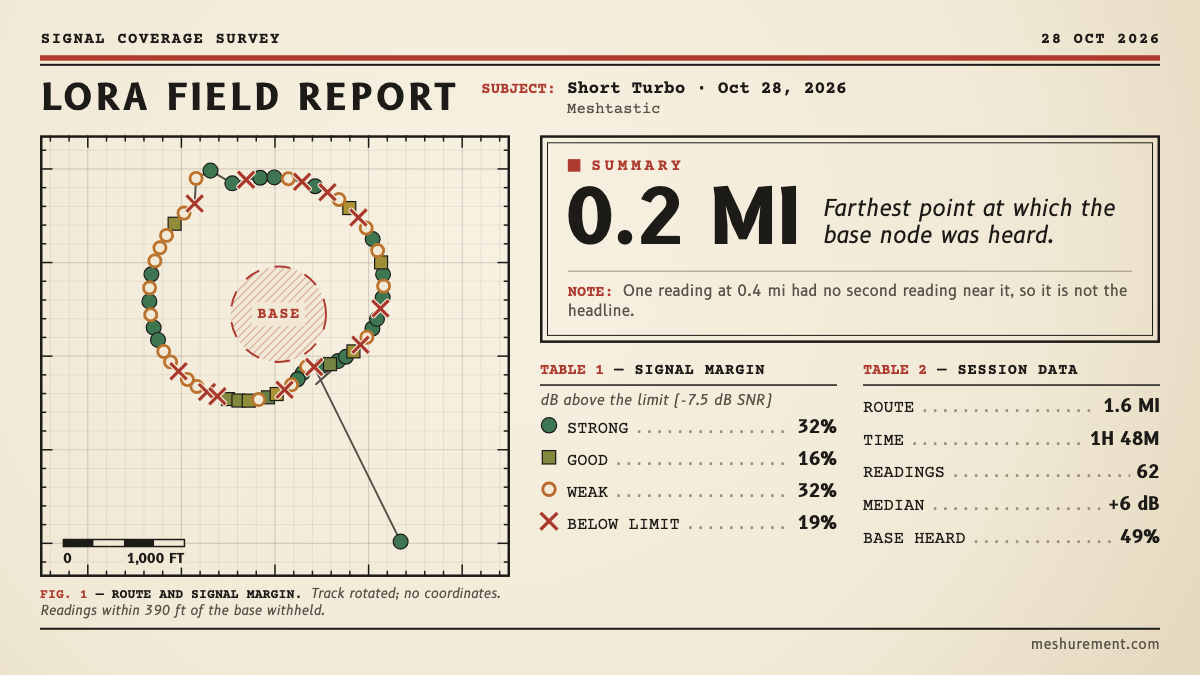 SIGNAL COVERAGE SURVEY
28 OCT 2026
LORA FIELD REPORT
SUBJECT: Short Turbo · Oct 28, 2026
Meshtastic
BASE
0 1,000 FT
FIG. 1 — ROUTE AND SIGNAL MARGIN. Track rotated; no coordinates.
Readings within 390 ft of the base withheld.
SUMMARY
0.2 MI
Farthest point at which the
base node was heard.
NOTE: One reading at 0.4 mi had no second reading near it, so it is not the
headline.
TABLE 1 — SIGNAL MARGIN
dB above the limit (-7.5 dB SNR)
STRONG 32%
GOOD 16%
WEAK 32%
BELOW LIMIT 19%
TABLE 2 — SESSION DATA
ROUTE 1.6 MI
TIME 1H 48M
READINGS 62
MEDIAN +6 dB
BASE HEARD 49%
meshurement.com